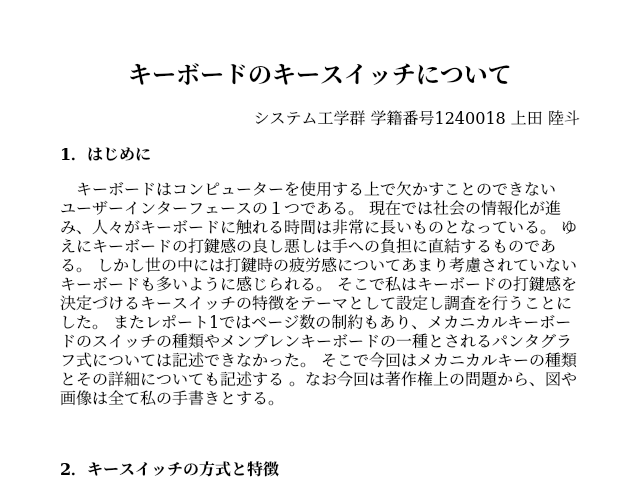 キーボードのキースイッチについて
システム工学群 学籍番号1240018 上田 陸斗
1. はじめに
キーボードはコンピューターを使用する上で欠かすことのできない
ユーザーインターフェースの１つである。 現在では社会の情報化が進
み、人々がキーボードに触れる時間は非常に長いものとなっている。 ゆ
えにキーボードの打鍵感の良し悪しは手への負担に直結するものであ
る。 しかし世の中には打鍵時の疲労感についてあまり考慮されていない
キーボードも多いように感じられる。 そこで私はキーボードの打鍵感を
決定づけるキースイッチの特徴をテーマとして設定し調査を行うことに
した。 またレポート1ではページ数の制約もあり、メカニカルキーボー
ドのスイッチの種類やメンブレンキーボードの一種とされるパンタグラ
フ式については記述できなかった。 そこで今回はメカニカルキーの種類
とその詳細についても記述する 。なお今回は著作権上の問題から、図や
画像は全て私の手書きとする。
2. キースイッチの方式と特徴